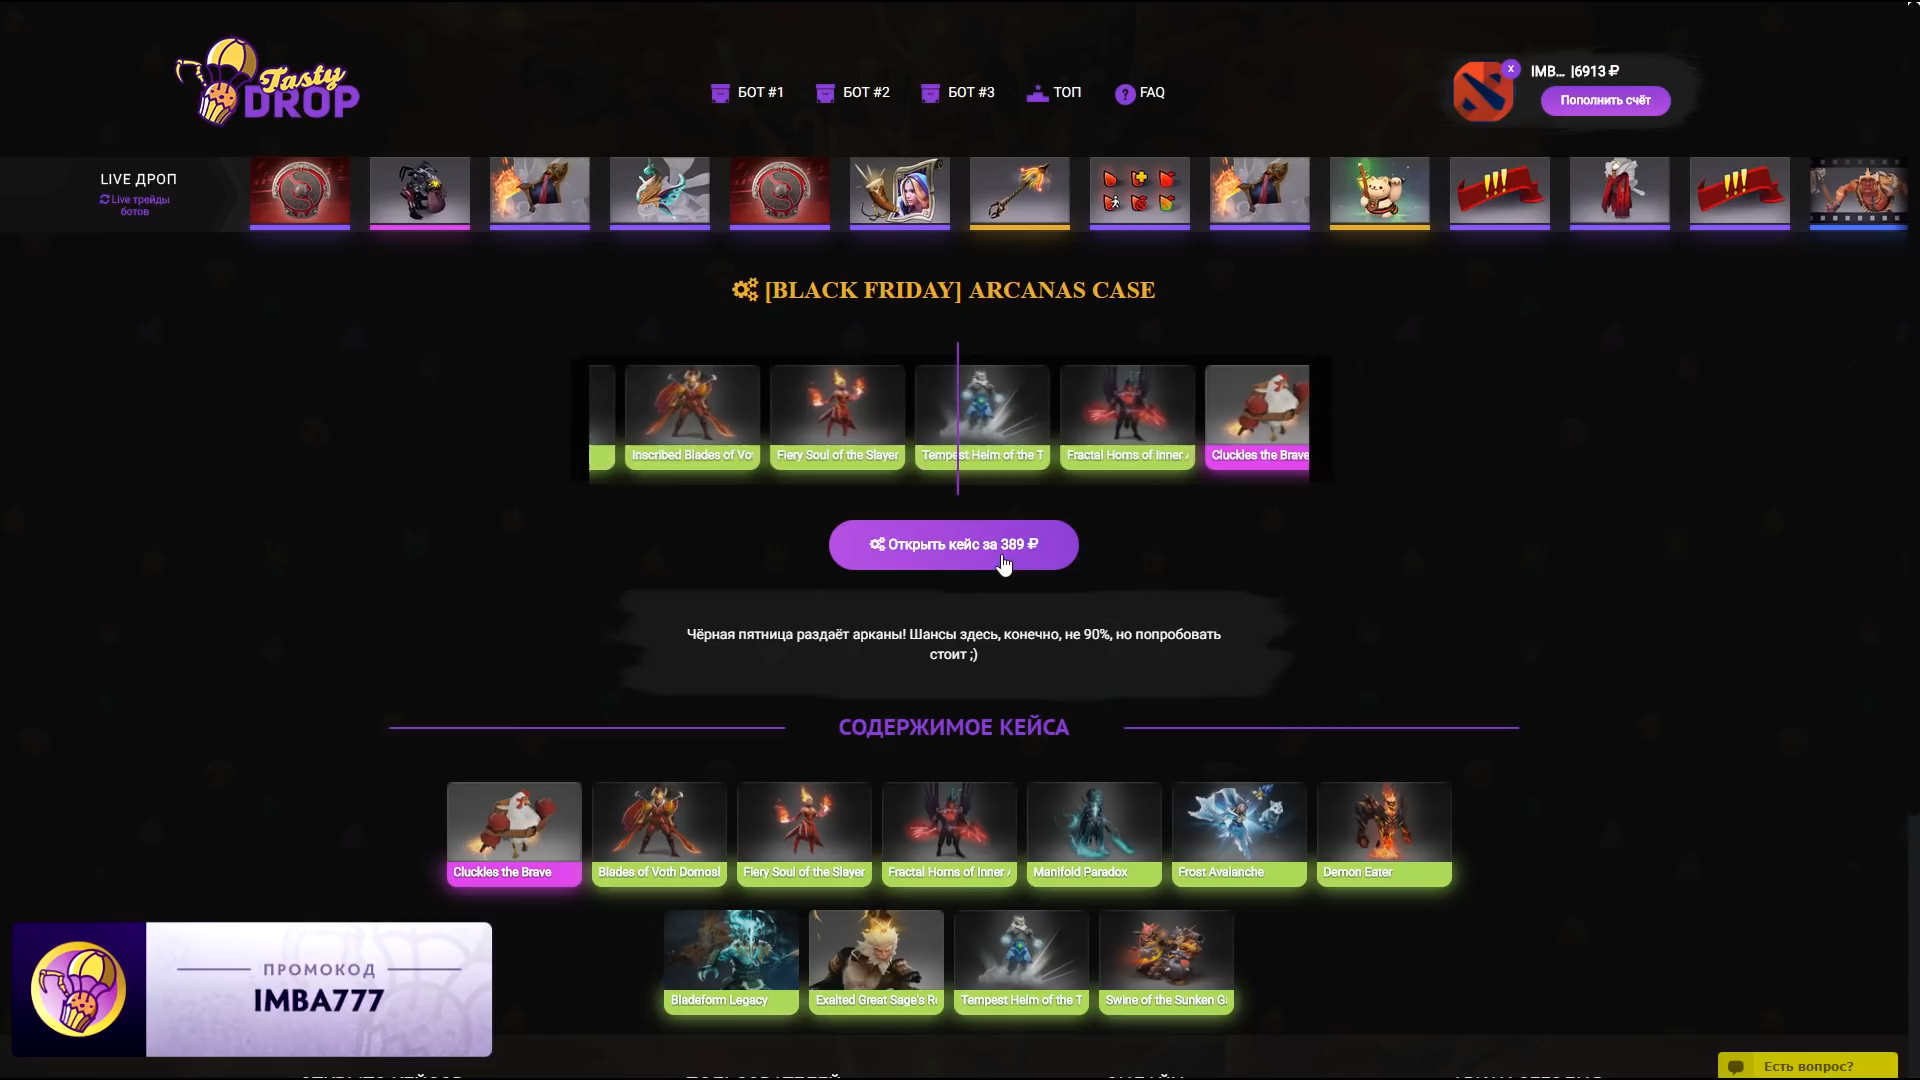 Tasty
DROP
БОТ #1
БОТ #2
БОТ #3
ТОП
? FAQ
x
IMB... |6913 ₽
Пополнить счёт
LIVE ДРОП
Live трейды
ботов
[BLACK FRIDAY] ARCANAS CASE
Inscribed Blades of Vo
Fiery Soul of the Slayer
Tempest Helm of the T
Fractal Horns of Inner
Cluckles the Brave
Открыть кейс за 389 ₽
Чёрная пятница раздаёт арканы! Шансы здесь, конечно, не 90%, но попробовать
стоит ;)
СОДЕРЖИМОЕ КЕЙСА
Cluckles the Brave
Blades of Voth Domosl
Fiery Soul of the Slayer
Fractal Horns of Inner
Manifold Paradox
Frost Avalanche
Demon Eater
Bladeform Legacy
Exalted Great Sage's R
Tempest Helm of the T
Swine of the Sunken G
ПРОМОКОД
IMBA777
Есть вопрос?